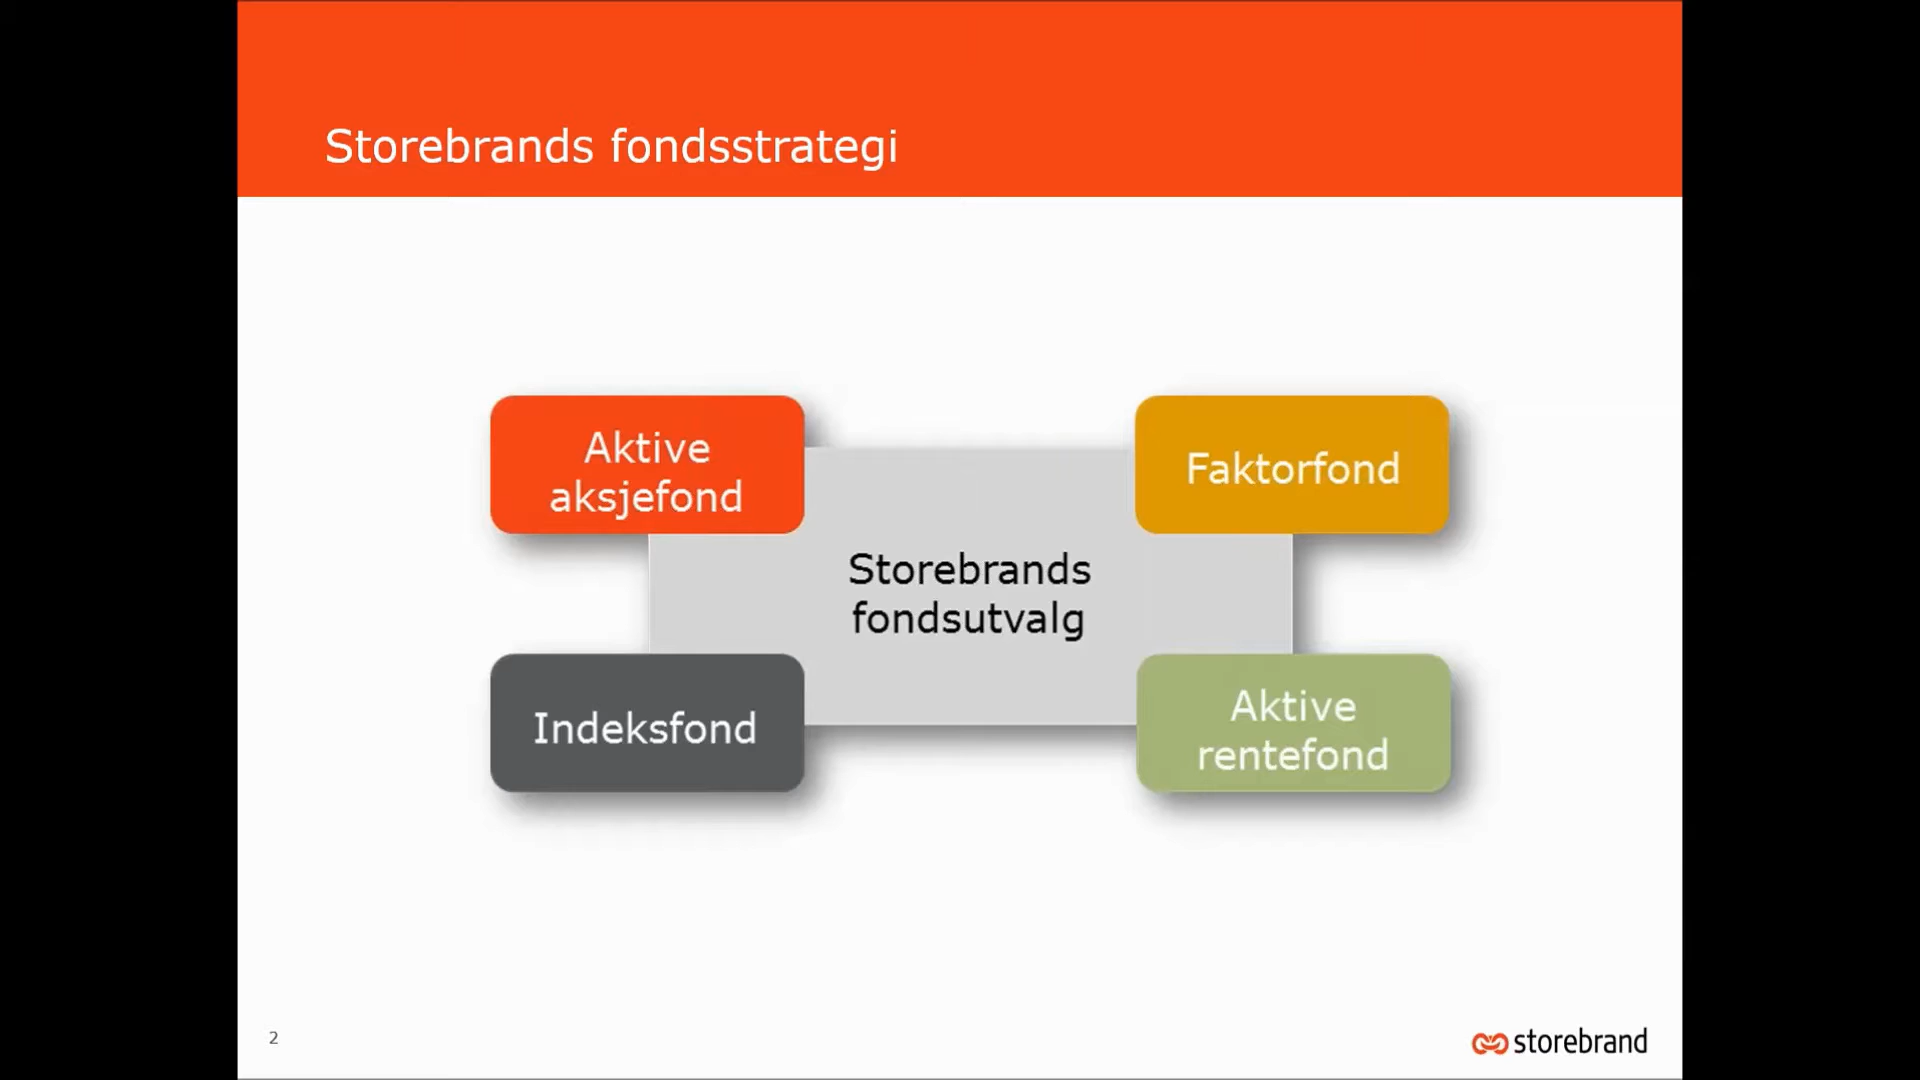 Storebrands fondsstrategi
Aktive
aksjefond
Faktorfond
Storebrands
fondsutvalg
Indeksfond
Aktive
rentefond
2
storebrand